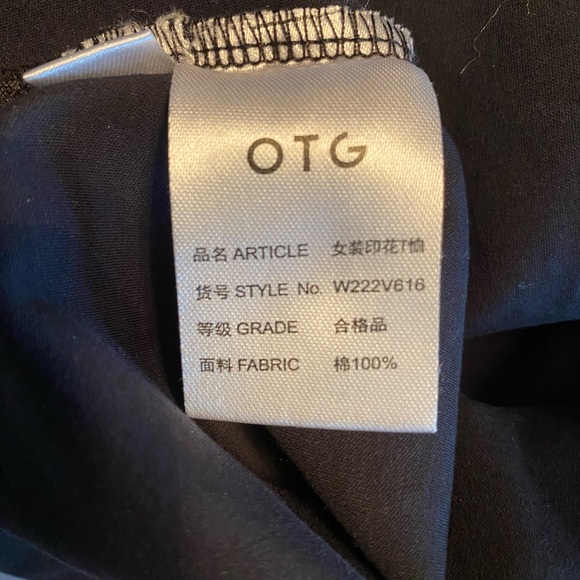 OTG
品名 ARTICLE 女装印花T恤
货号 STYLE No. W222V616
等级 GRADE 合格品
面料 FABRIC 棉100%